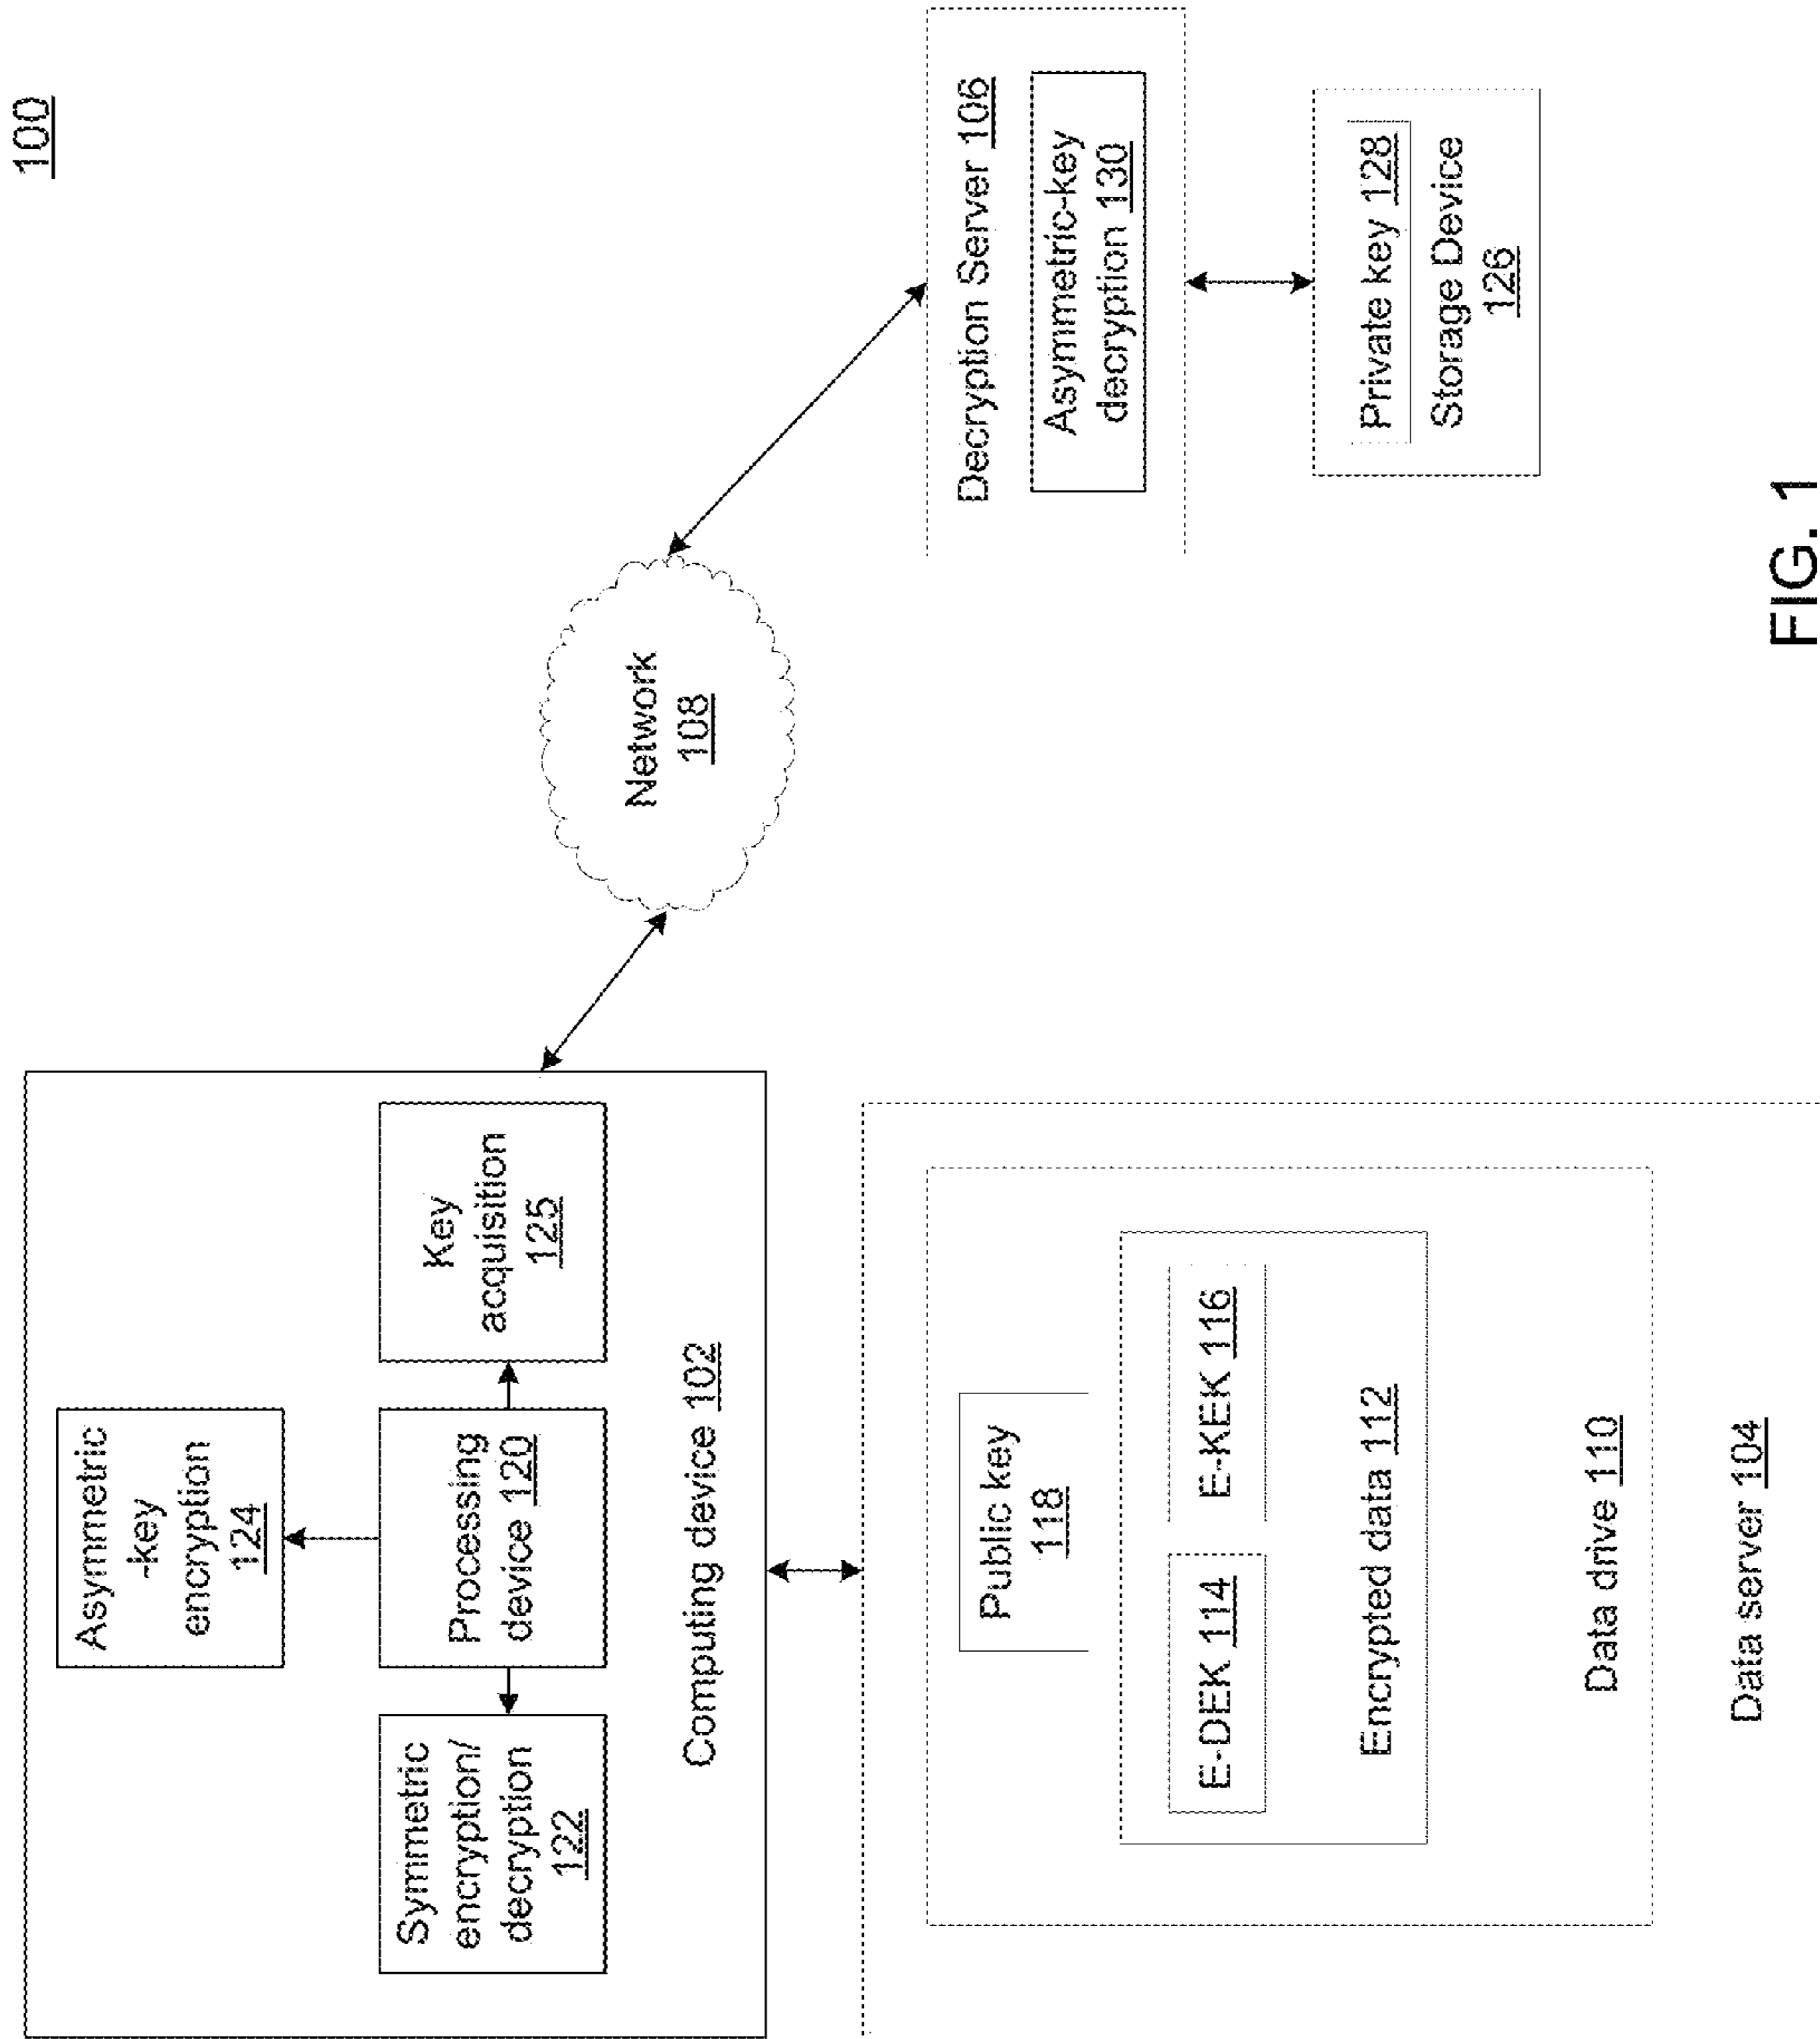 100
Asymmetric
-key
encryption
124
Symmetric
encryption/
decryption
122
Processing
device 120
Key
acquisition
125
Computing device 102
Network
108
Decryption Server 106
Asymmetric-key
decryption 130
Private key 128
Storage Device
126
Public key
118
E-DEK 114
E-KEK 116
Encrypted data 112
Data drive 110
Data server 104
FIG. 1